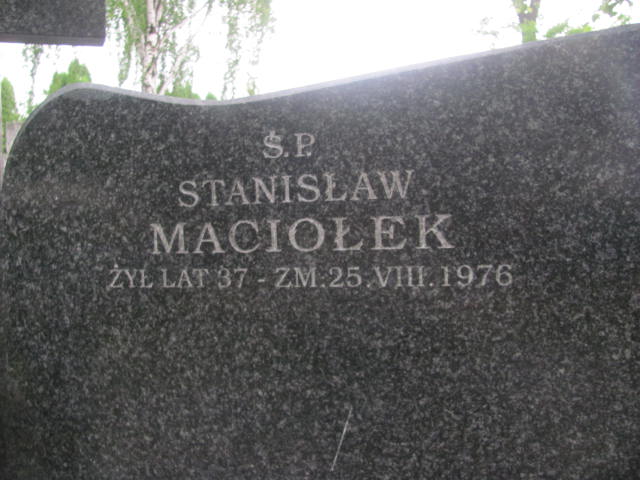 Ś.P.
STANISŁAW
MACIOŁEK
ŻYŁ LAT 37 - ZM. 25.VIII.1976